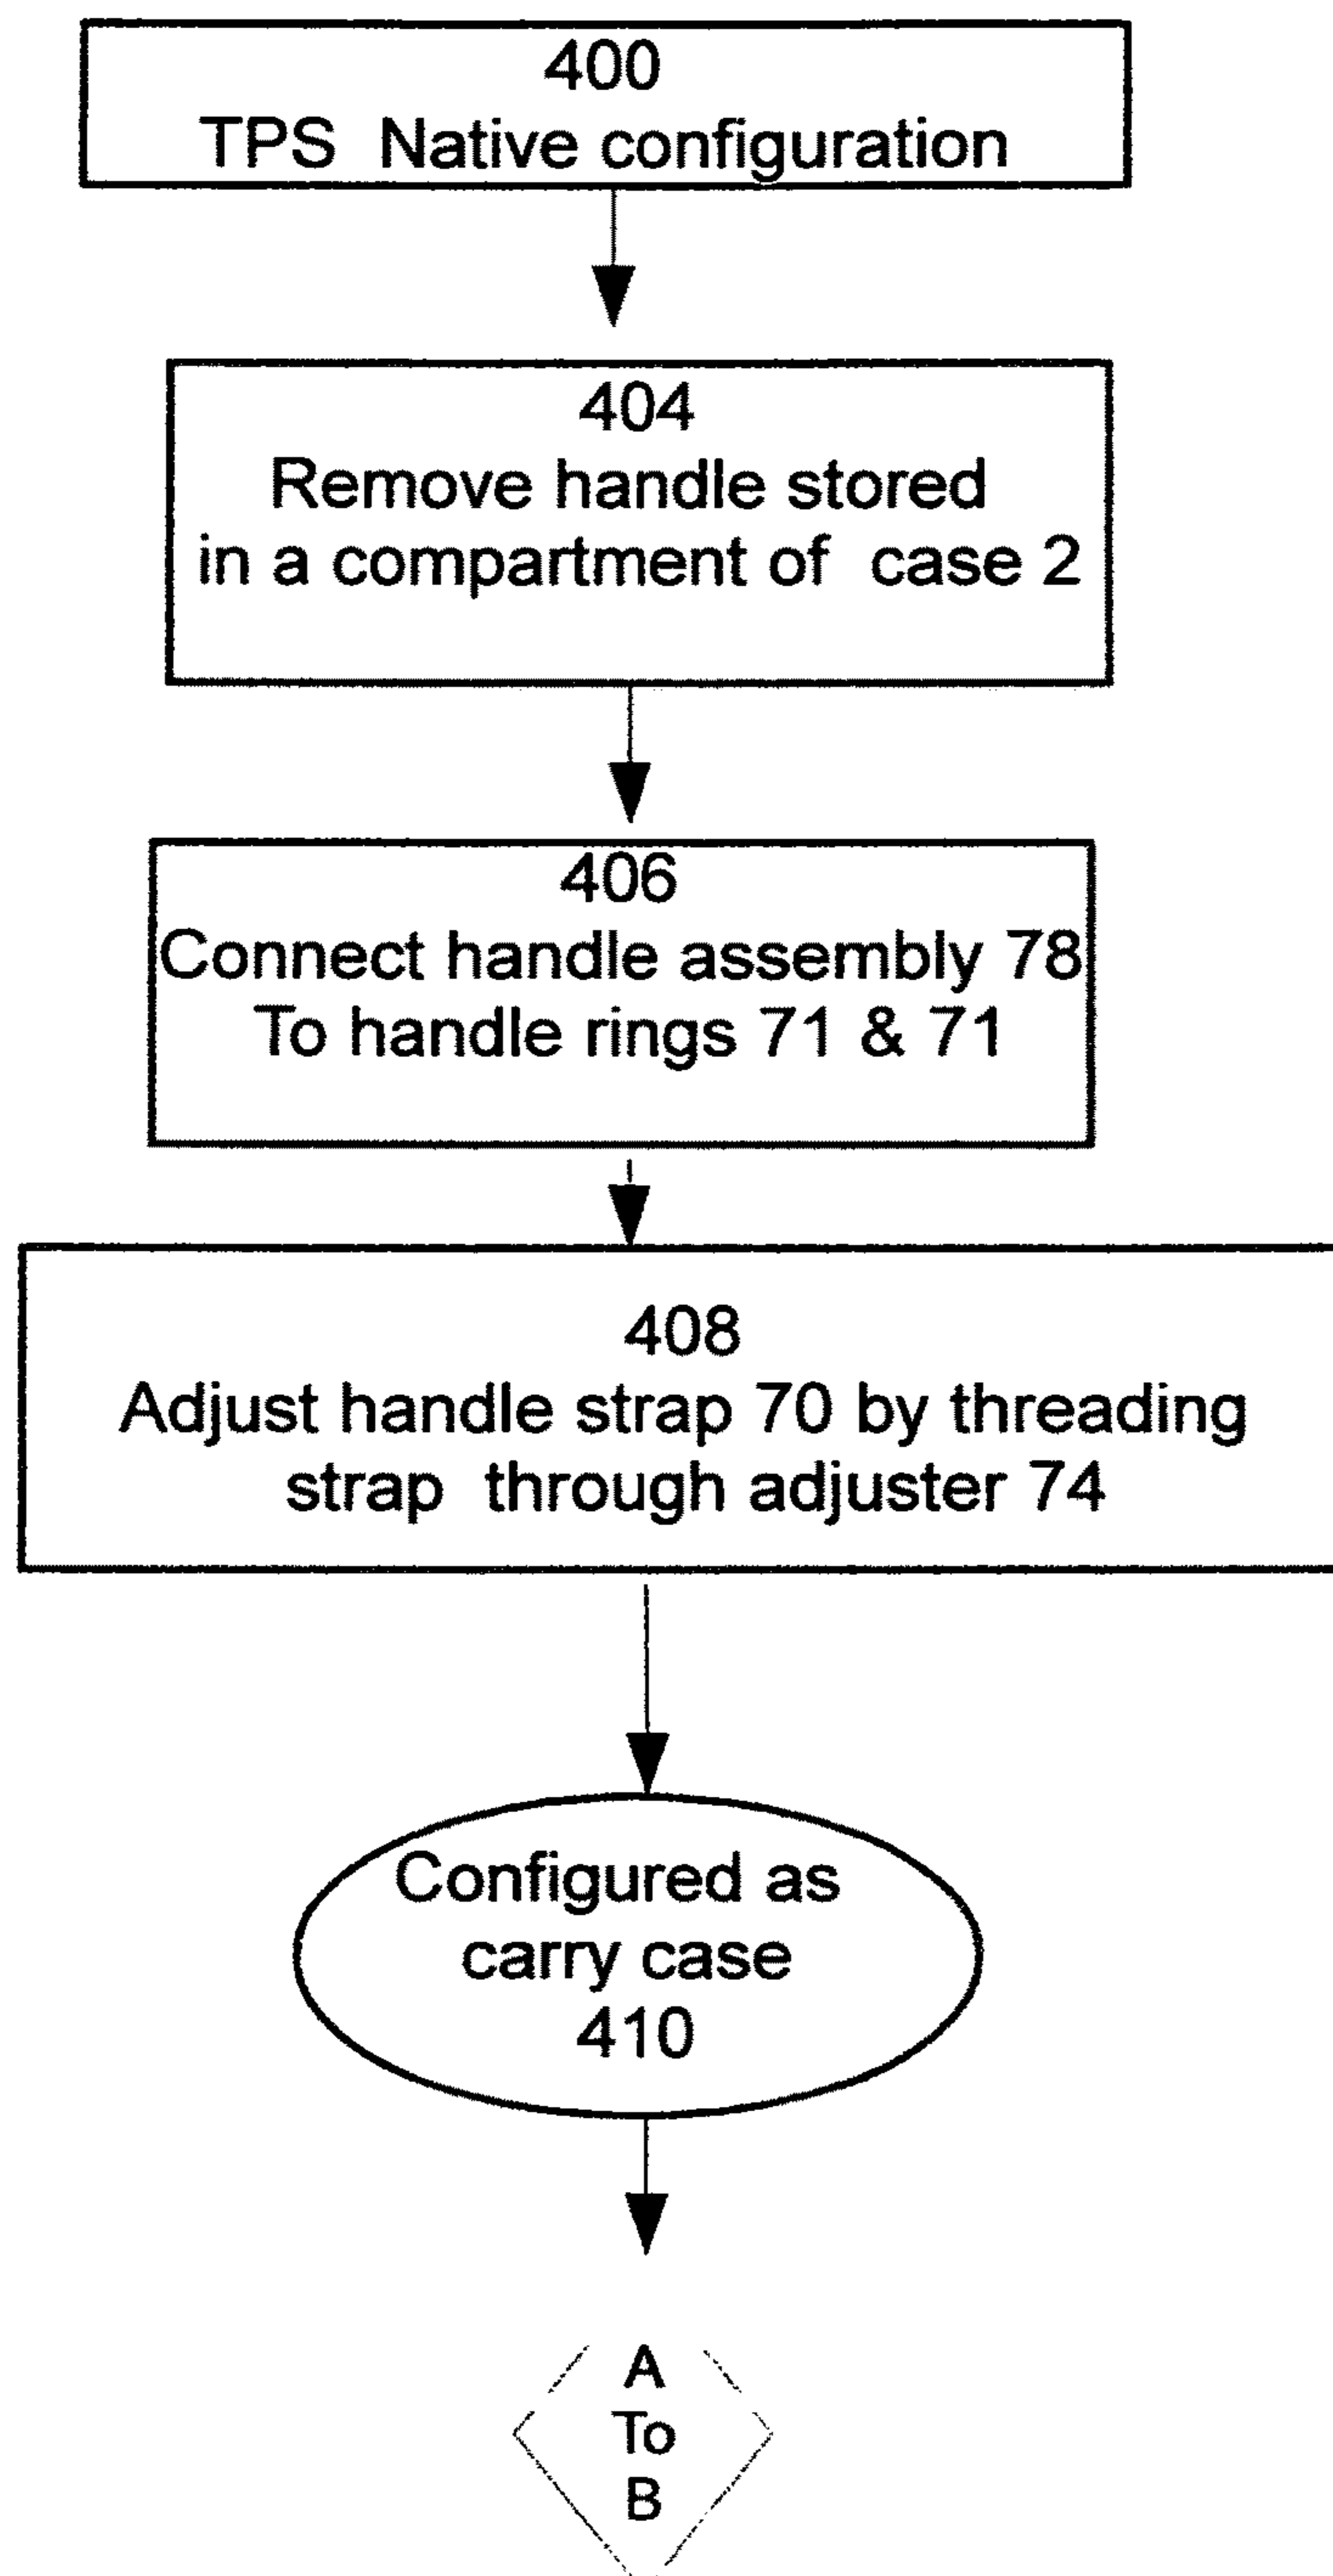 400
TPS Native configuration
404
Remove handle stored
in a compartment of case 2
406
Connect handle assembly 78
To handle rings 71 & 71
408
Adjust handle strap 70 by threading
strap through adjuster 74
Configured as
carry case
410
A
To
B